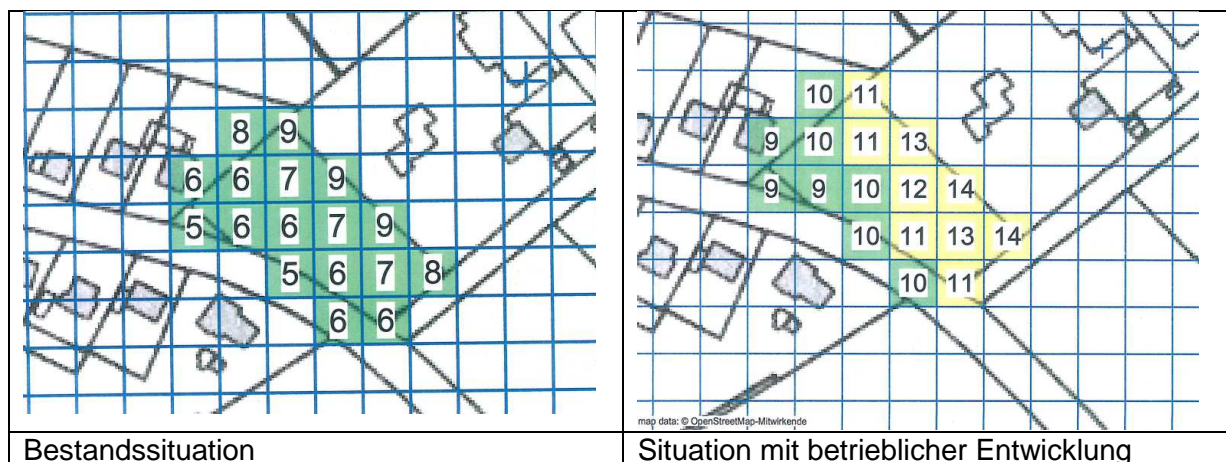 8 9
6 6 7 9
5 6 6 7 9
5 6 7 8
6 6
10 11
9 10 11 13
9 9 10 12 14
10 11 13 14
10 11
map data: © OpenStreetMap-Mitwirkende
Bestandssituation
Situation mit betrieblicher Entwicklung